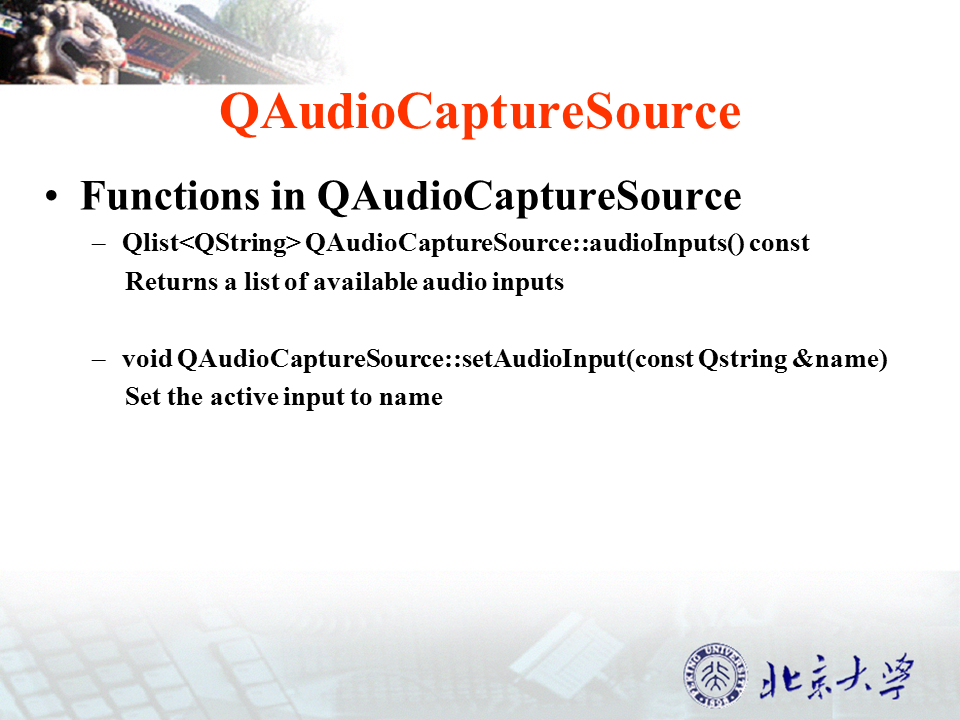 QAudioCaptureSource
• Functions in QAudioCaptureSource
– Qlist<QString> QAudioCaptureSource::audioInputs() const
Returns a list of available audio inputs
– void QAudioCaptureSource::setAudioInput(const Qstring &name)
Set the active input to name
PEKING UNIVERSITY
1898
北京大学